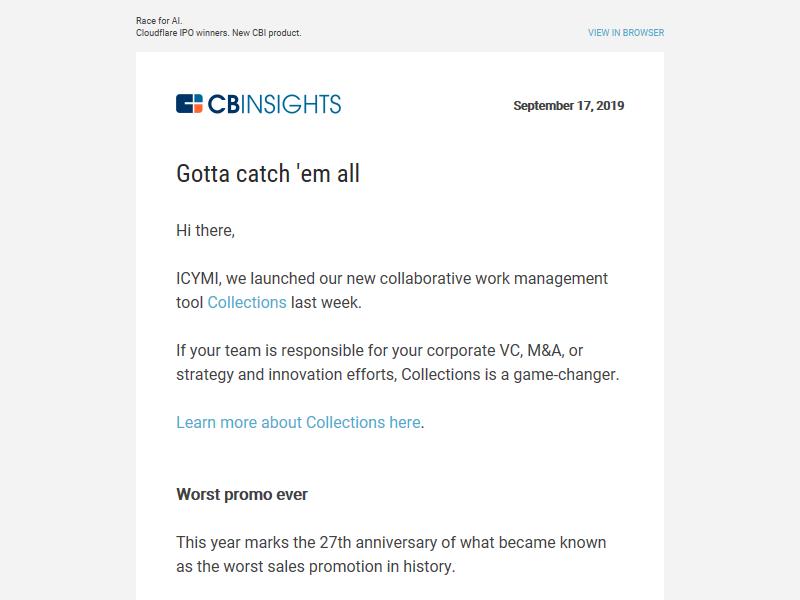 Race for AI.
Cloudflare IPO winners. New CBI product.
VIEW IN BROWSER
CBINSIGHTS
September 17, 2019
Gotta catch 'em all
Hi there,
ICYMI, we launched our new collaborative work management
tool Collections last week.
If your team is responsible for your corporate VC, M&A, or
strategy and innovation efforts, Collections is a game-changer.
Learn more about Collections here.
Worst promo ever
This year marks the 27th anniversary of what became known
as the worst sales promotion in history.